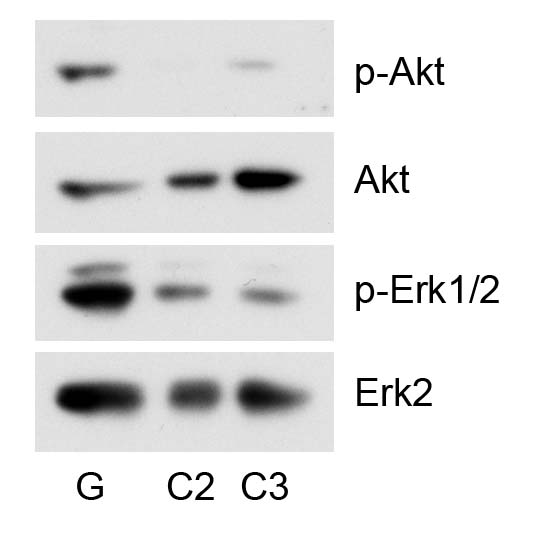 p-Akt
Akt
p-Erk1/2
Erk2
G C2 C3